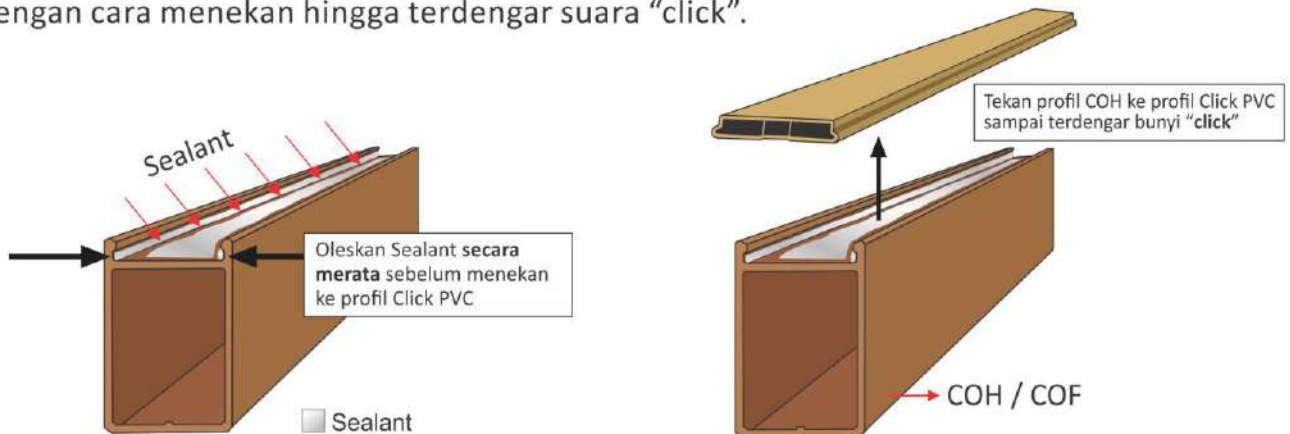 engan cara menekan hingga terdengar suara “click”.
Sealant
Oleskan Sealant secara
merata sebelum menekan
ke profil Click PVC
Sealant
Tekan profil COH ke profil Click PVC
sampai terdengar bunyi “click”
COH / COF